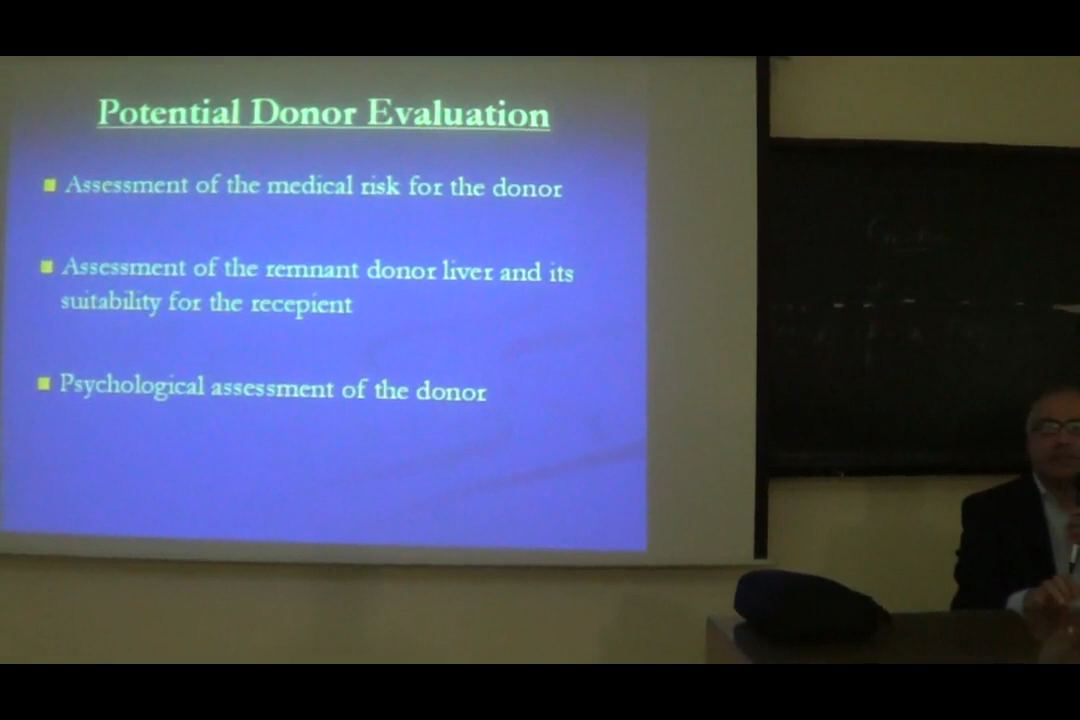 Potential Donor Evaluation
Assessment of the medical risk for the donor
Assessment of the remnant donor liver and its
suitability for the recepient
Psychological assessment of the donor